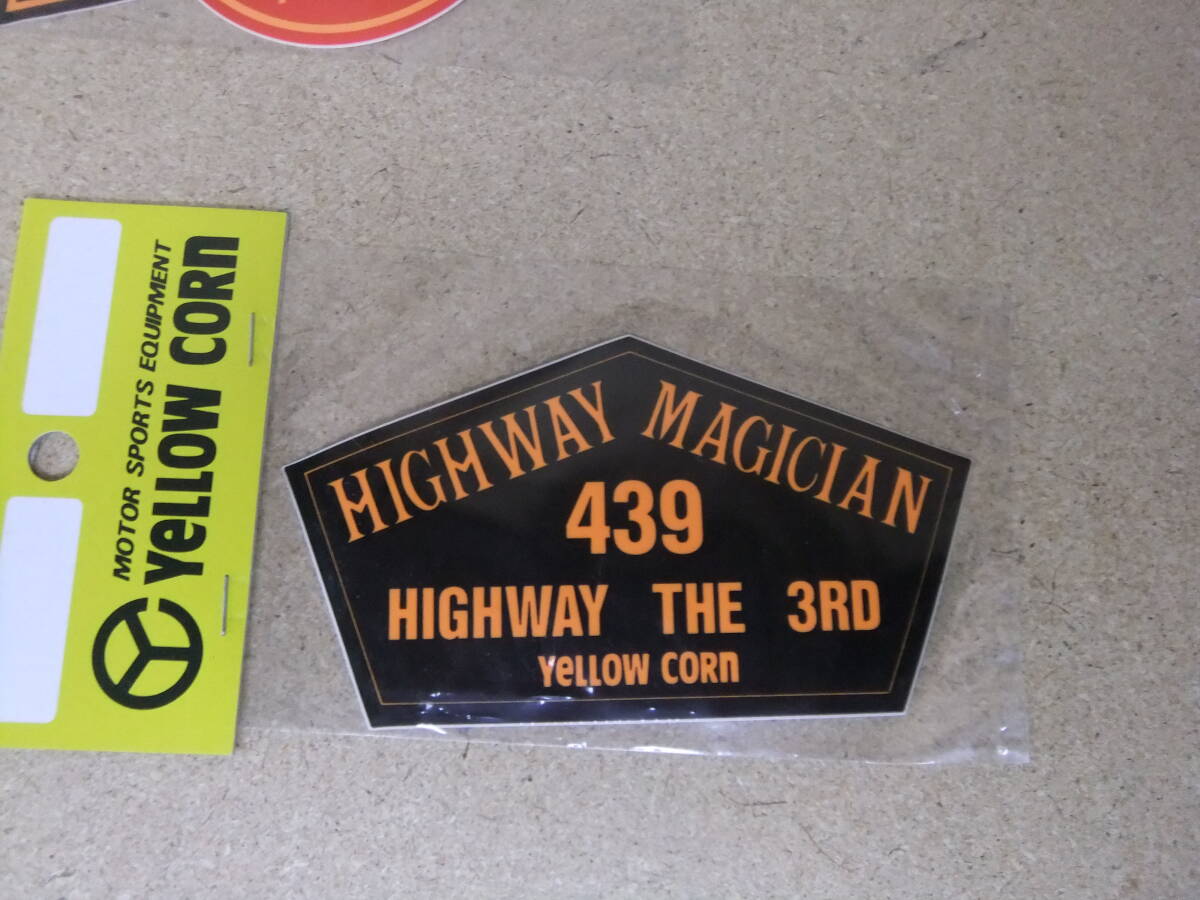 MOTOR SPORTS EQUIPMENT
YELLOW CORN
HIGHWAY MAGICIAN
439
HIGHWAY THE 3RD
YELLOW CORN